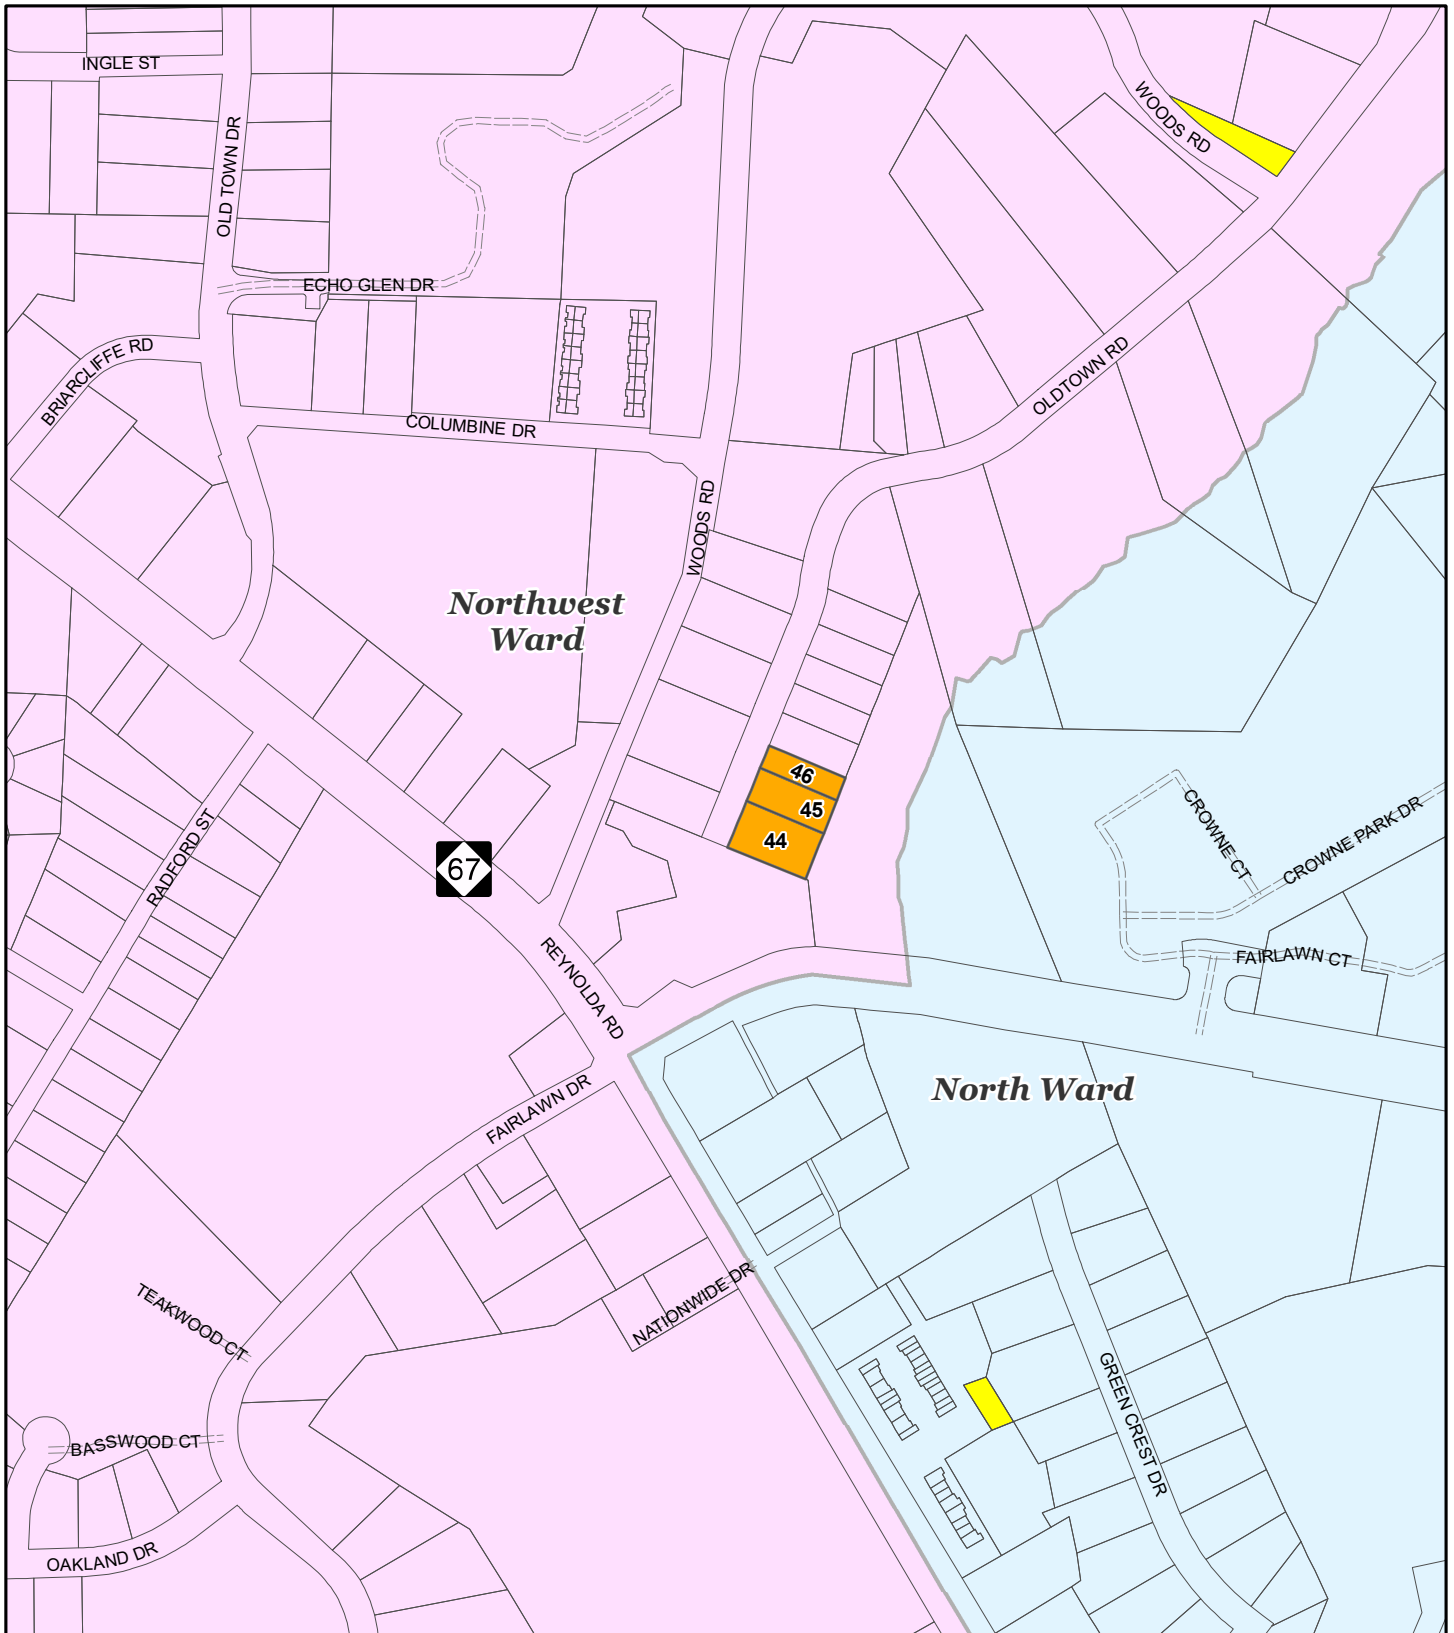 INGLE ST
OLD TOWN DR
WOODS RD
ECHO GLEN DR
BRIARCLIFFE RD
OLDTOWN RD
COLUMBINE DR
WOODS RD
Northwest
Ward
46
45
44
67
RADFORD ST
CROWNE CT
CROWNE PARK DR
REYNOLDA RD
FAIRLAWN CT
North Ward
FAIRLAWN DR
NATIONWIDE DR
TEAKWOOD CT
GREEN CREST DR
BASSWOOD CT
OAKLAND DR